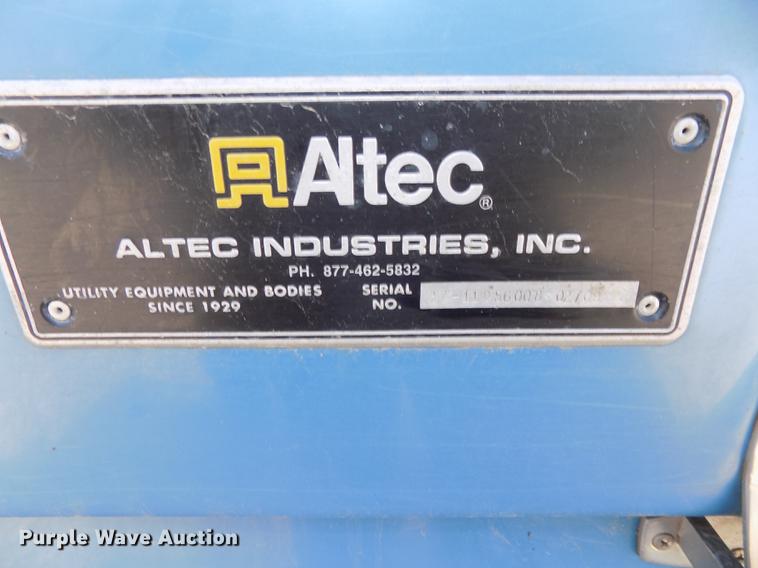 Altec®
ALTEC INDUSTRIES, INC.
PH. 877-462-5832
UTILITY EQUIPMENT AND BODIES
SINCE 1929
SERIAL
NO.
Purple Wave Auction